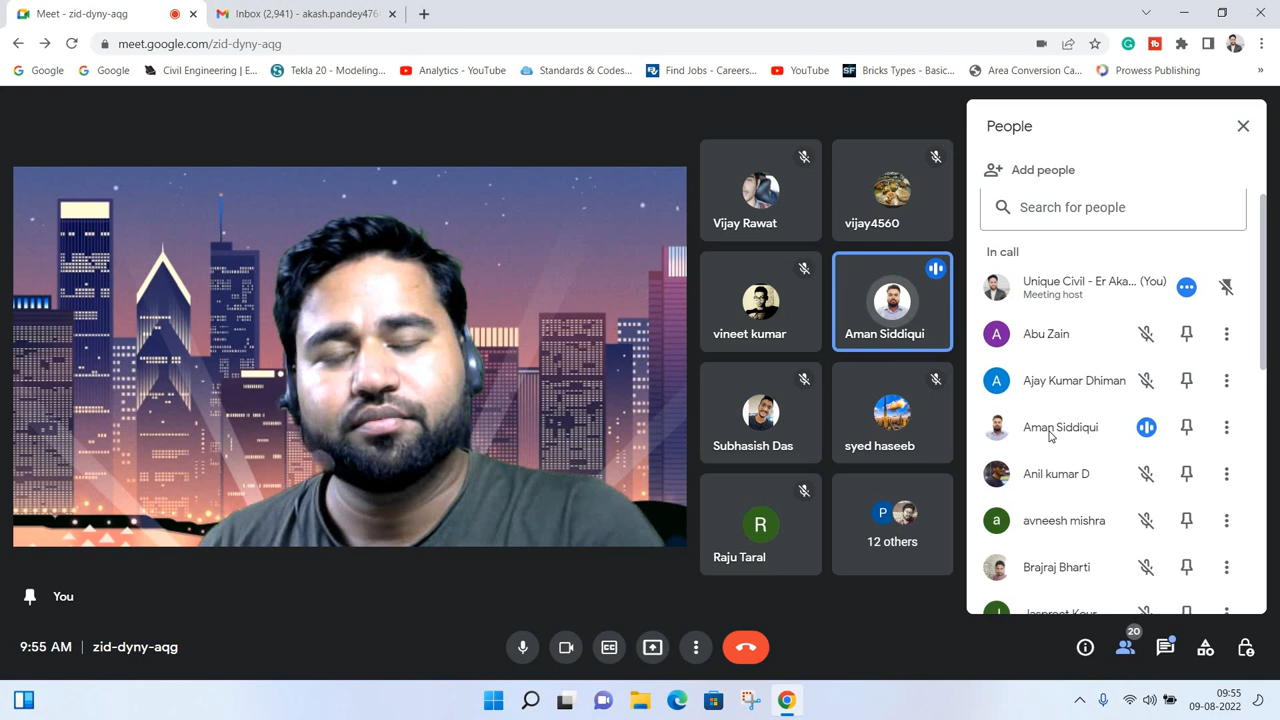 Meet - zid-dyny-aqg
Inbox (2,941) - akash.pandey476
meet.google.com/zid-dyny-aqg
Google
Google
Civil Engineering | E...
Tekla 20 - Modeling...
Analytics - YouTube
Standards & Codes...
Find Jobs - Careers...
YouTube
SF
Bricks Types - Basic...
Area Conversion Ca...
Prowess Publishing
»
People
Add people
Search for people
In call
Unique Civil - Er Aka... (You)
Meeting host
A Abu Zain
A Ajay Kumar Dhiman
Aman Siddiqui
Anil kumar D
a avneesh mishra
Brajraj Bharti
J Jaspreet Kour
Vijay Rawat
vijay4560
vineet kumar
Aman Siddiqui
Subhasish Das
syed haseeb
R
Raju Taral
P
12 others
You
9:55 AM | zid-dyny-aqg
CC
20
09:55
09-08-2022